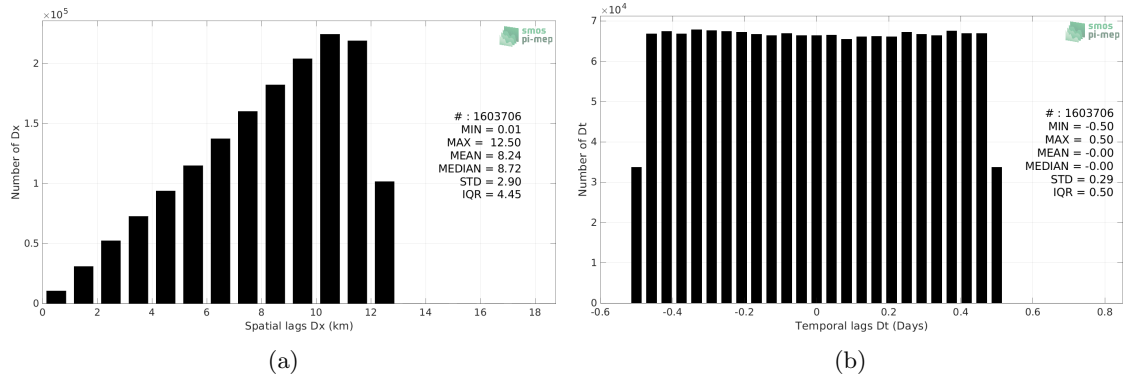 ×10⁵
Number of Dx
2
1.5
1
0.5
0
0 2 4 6 8 10 12 14 16 18
Spatial lags Dx (km)
smos
pi-mep
# : 1603706
MIN = 0.01
MAX = 12.50
MEAN = 8.24
MEDIAN = 8.72
STD = 2.90
IQR = 4.45
(a)
×10⁴
Number of Dt
7
6
5
4
3
2
1
0
-0.6 -0.4 -0.2 0 0.2 0.4 0.6 0.8
Temporal lags Dt (Days)
smos
pi-mep
# : 1603706
MIN = -0.50
MAX = 0.50
MEAN = -0.00
MEDIAN = -0.00
STD = 0.29
IQR = 0.50
(b)